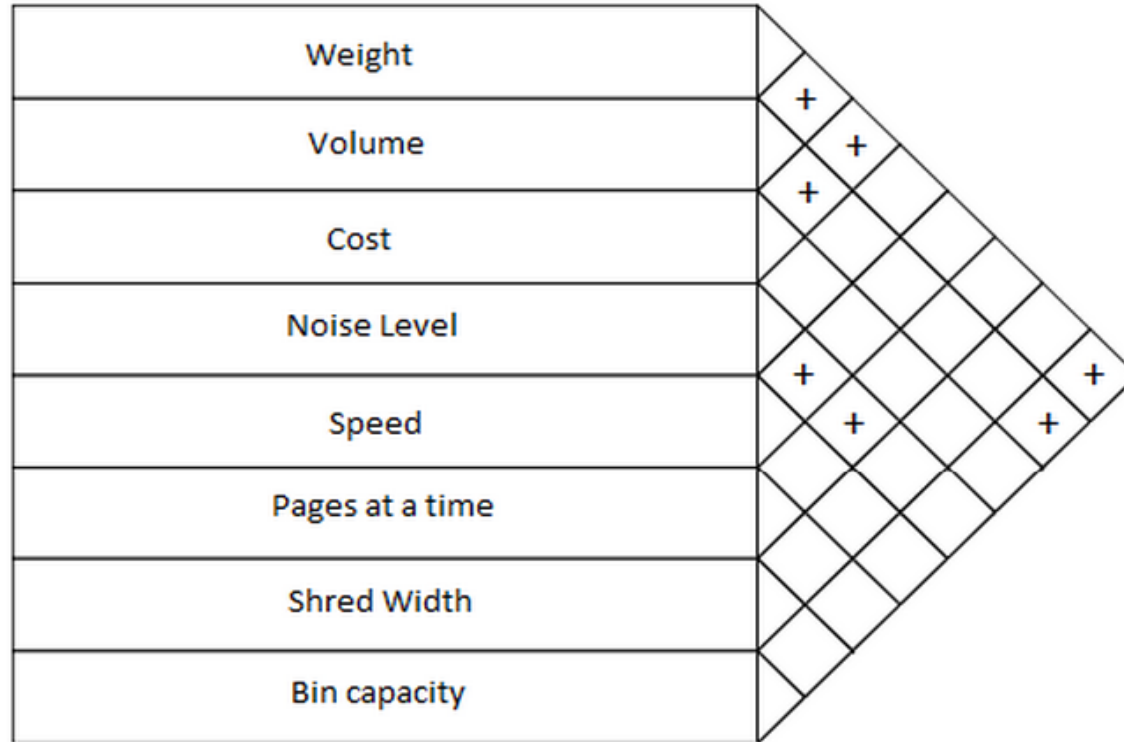 Weight
+
Volume
+
+
Cost
Noise Level
+
+
Speed
+
+
Pages at a time
Shred Width
Bin capacity